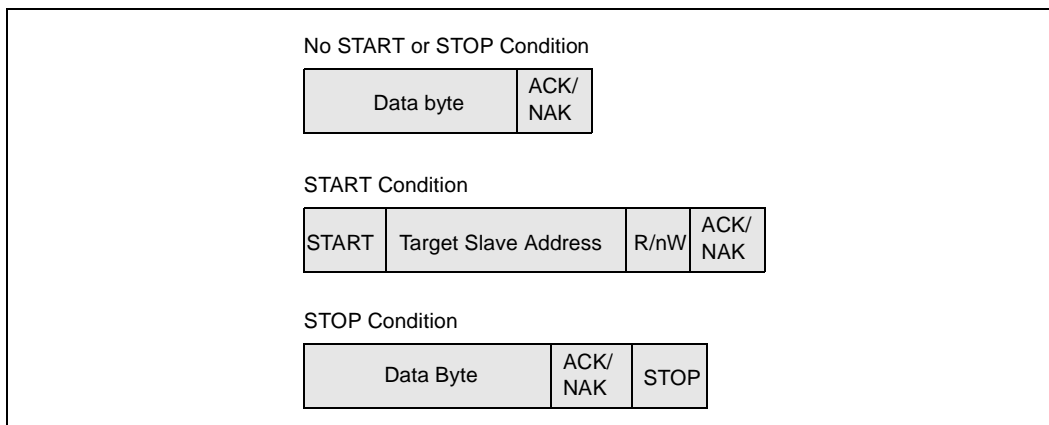 No START or STOP Condition
Data byte
ACK/
NAK
START Condition
START
Target Slave Address
R/nW
ACK/
NAK
STOP Condition
Data Byte
ACK/
NAK
STOP